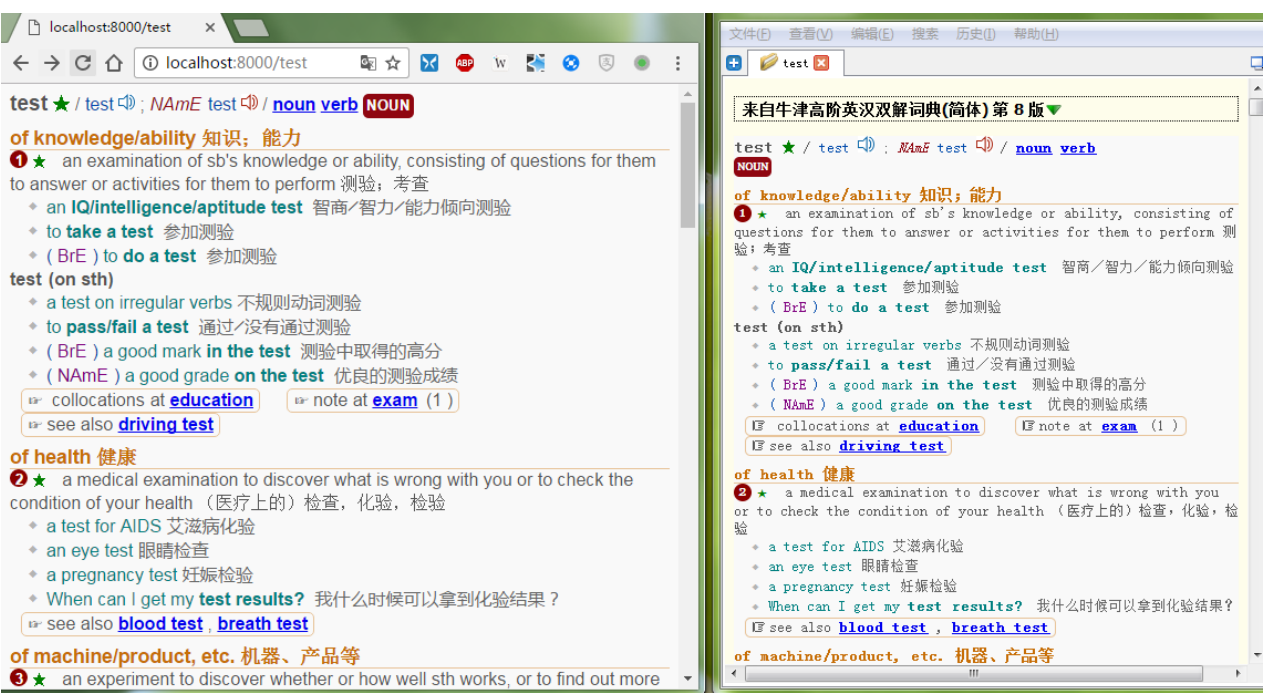 localhost:8000/test
localhost:8000/test
ABP
W
test ★ / test ; NAmE test / noun verb NOUN
of knowledge/ability 知识；能力
1 ★ an examination of sb's knowledge or ability, consisting of questions for them
to answer or activities for them to perform 测验；考查
an IQ/intelligence/aptitude test 智商／智力／能力倾向测验
to take a test 参加测验
( BrE ) to do a test 参加测验
test (on sth)
a test on irregular verbs 不规则动词测验
to pass/fail a test 通过／没有通过测验
( BrE ) a good mark in the test 测验中取得的高分
( NAmE ) a good grade on the test 优良的测验成绩
☞ collocations at education ☞ note at exam (1 )
☞ see also driving test
of health 健康
2 ★ a medical examination to discover what is wrong with you or to check the
condition of your health （医疗上的）检查，化验，检验
a test for AIDS 艾滋病化验
an eye test 眼睛检查
a pregnancy test 妊娠检验
When can I get my test results? 我什么时候可以拿到化验结果？
☞ see also blood test , breath test
of machine/product, etc. 机器、产品等
3 ★ an experiment to discover whether or how well sth works, or to find out more
文件(F) 查看(V) 编辑(E) 搜索 历史(I) 帮助(H)
test
来自牛津高阶英汉双解词典(简体) 第 8 版
test ★ / test ; NAmE test / noun verb
NOUN
of knowledge/ability 知识；能力
1 ★ an examination of sb's knowledge or ability, consisting of
questions for them to answer or activities for them to perform 测
验；考查
an IQ/intelligence/aptitude test 智商／智力／能力倾向测验
to take a test 参加测验
( BrE ) to do a test 参加测验
test (on sth)
a test on irregular verbs 不规则动词测验
to pass/fail a test 通过／没有通过测验
( BrE ) a good mark in the test 测验中取得的高分
( NAmE ) a good grade on the test 优良的测验成绩
☞ collocations at education ☞ note at exam (1 )
☞ see also driving test
of health 健康
2 ★ a medical examination to discover what is wrong with you
or to check the condition of your health （医疗上的）检查，化验，检
验
a test for AIDS 艾滋病化验
an eye test 眼睛检查
a pregnancy test 妊娠检验
When can I get my test results? 我什么时候可以拿到化验结果？
☞ see also blood test , breath test
of machine/product, etc. 机器、产品等